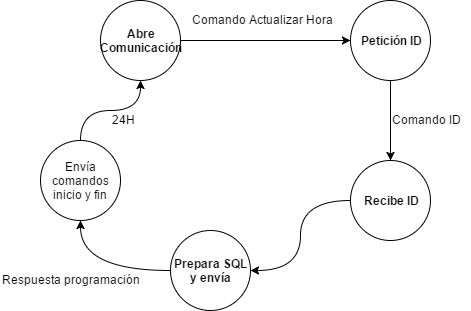 Abre
Comunicación
Comando Actualizar Hora
Petición ID
Comando ID
Recibe ID
Prepara SQL
y envía
Respuesta programación
Envía
comandos
inicio y fin
24H